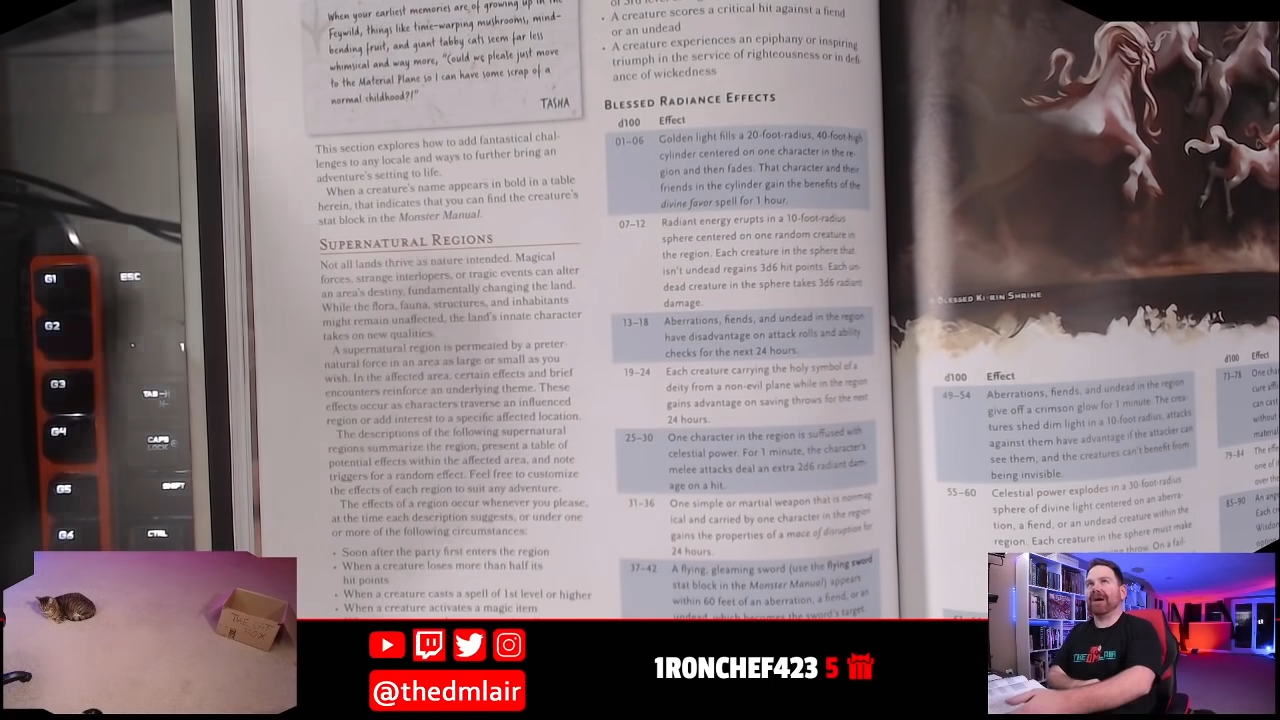 When your earliest memories are of growing up in the
Feywild, things like time-warping mushrooms, mind-
bending fruit, and giant tabby cats seem far less
whimsical and way more, "Could we please just move
to the Material Plane so I can have some scrap of a
normal childhood?!"
TASHA
This section explores how to add fantastical chal-
lenges to any locale and ways to further bring an
adventure's setting to life.
When a creature's name appears in bold in a table
herein, that indicates that you can find the creature's
stat block in the Monster Manual.
SUPERNATURAL REGIONS
Not all lands thrive as nature intended. Magical
forces, strange interlopers, or tragic events can alter
an area's destiny, fundamentally changing the land.
While the flora, fauna, structures, and inhabitants
might remain unaffected, the land's innate character
takes on new qualities.
A supernatural region is permeated by a preter-
natural force in an area as large or small as you
wish. In the affected area, certain effects and brief
encounters reinforce an underlying theme. These
effects occur as characters traverse an influenced
region or add interest to a specific affected location.
The descriptions of the following supernatural
regions summarize the region, present a table of
potential effects within the affected area, and note
triggers for a random effect. Feel free to customize
the effects of each region to suit any adventure.
The effects of a region occur whenever you please,
at the time each description suggests, or under one
or more of the following circumstances:
• Soon after the party first enters the region
• When a creature loses more than half its
hit points
• When a creature casts a spell of 1st level or higher
• When a creature activates a magic item
• A creature scores a critical hit against a fiend
or an undead
• A creature experiences an epiphany or inspiring
triumph in the service of righteousness or in defi-
ance of wickedness
BLESSED RADIANCE EFFECTS
d100 Effect
01–06 Golden light fills a 20-foot-radius, 40-foot-high
cylinder centered on one character in the re-
gion and then fades. That character and their
friends in the cylinder gain the benefits of the
divine favor spell for 1 hour.
07–12 Radiant energy erupts in a 10-foot-radius
sphere centered on one random creature in
the region. Each creature in the sphere that
isn't undead regains 3d6 hit points. Each un-
dead creature in the sphere takes 3d6 radiant
damage.
13–18 Aberrations, fiends, and undead in the region
have disadvantage on attack rolls and ability
checks for the next 24 hours.
19–24 Each creature carrying the holy symbol of a
deity from a non-evil plane while in the region
gains advantage on saving throws for the next
24 hours.
25–30 One character in the region is suffused with
celestial power. For 1 minute, the character's
melee attacks deal an extra 2d6 radiant dam-
age on a hit.
31–36 One simple or martial weapon that is nonmag-
ical and carried by one character in the region
gains the properties of a mace of disruption for
24 hours.
37–42 A flying, gleaming sword (use the flying sword
stat block in the Monster Manual) appears
within 60 feet of an aberration, a fiend, or an
undead, which becomes the sword's target.
BLESSED KI-RIN SHRINE
d100 Effect
49–54 Aberrations, fiends, and undead in the region
give off a crimson glow for 1 minute. The crea-
tures shed dim light in a 10-foot radius, attacks
against them have advantage if the attacker can
see them, and the creatures can't benefit from
being invisible.
55–60 Celestial power explodes in a 30-foot-radius
sphere of divine light centered on an aberra-
tion, a fiend, or an undead creature within the
region. Each creature in the sphere must make
throw. On a fail-
d100 Effect
73–78 One cha
can cast
without
material
79–84 The effe
one of
over the
85–90 An ang
Each c
Wisdo
G1
G2
G3
G4
G5
G6
ESC
TAB
CAPS
LOCK
SHIFT
CTRL
THE CAT
BOX
@thedmlair
1RONCHEF423 5